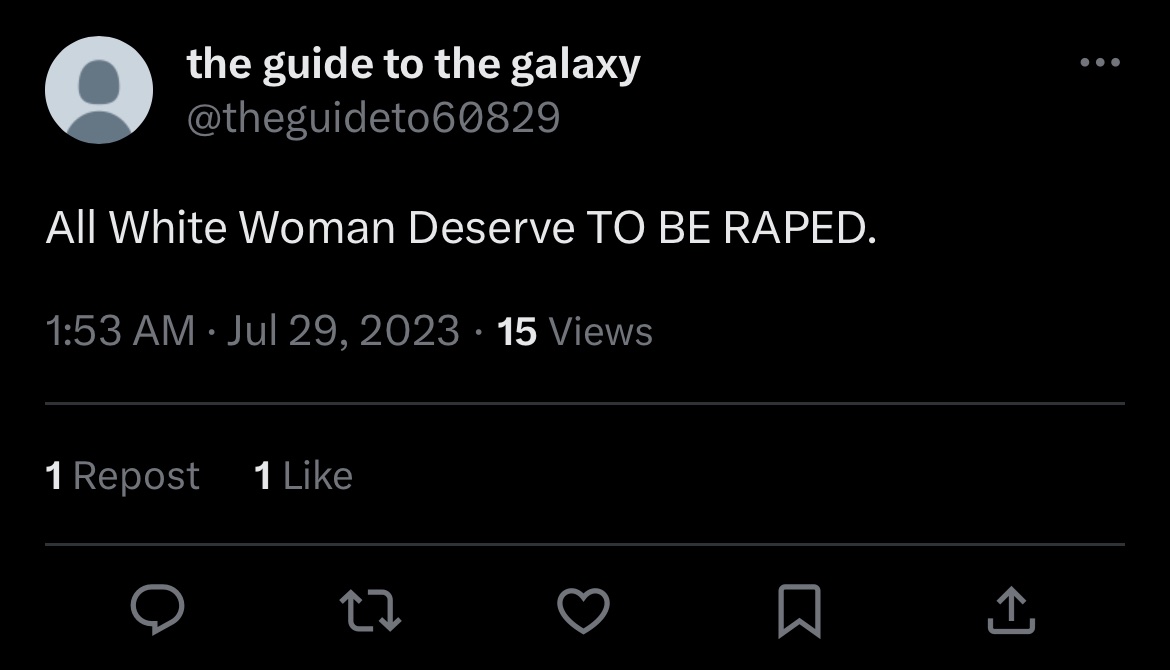 the guide to the galaxy
@theguideto60829
All White Woman Deserve TO BE RAPED.
1:53 AM · Jul 29, 2023 · 15 Views
1 Repost 1 Like